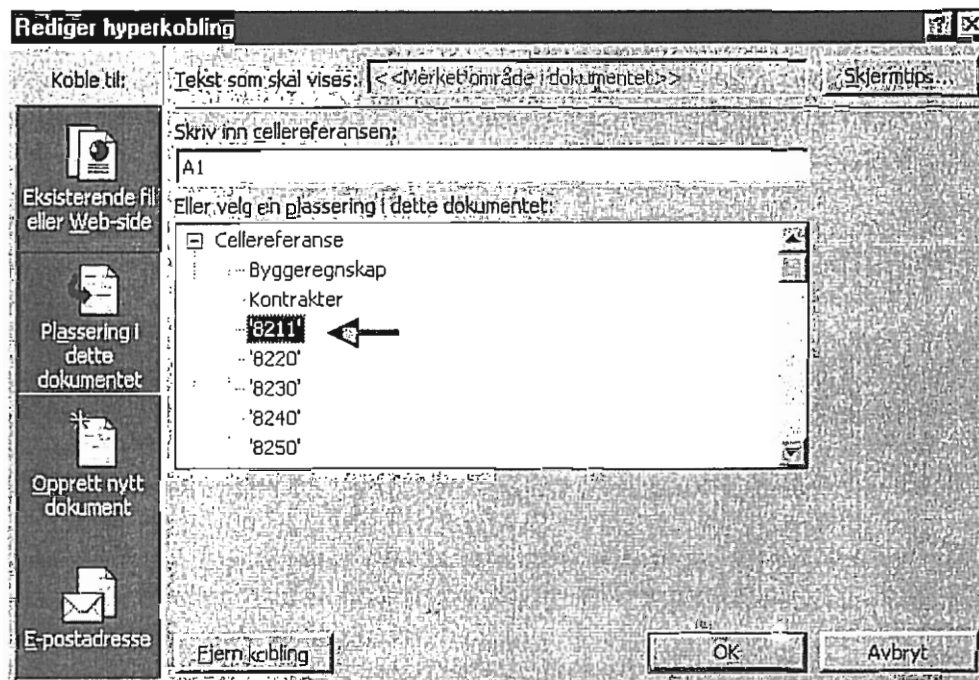 Rediger hyperkobling
Koble til:
Tekst som skal vises:
<<Merket område i dokumentet>>
Skjermtips...
Skriv inn cellereferansen:
A1
Eksisterende fil
eller Web-side
Eller velg en plassering i dette dokumentet:
Cellereferanse
Byggeregnskap
Kontrakter
'8211'
'8220'
'8230'
'8240'
'8250'
Plassering i
dette
dokumentet
Opprett nytt
dokument
E-postadresse
Fjern kobling
OK
Avbryt